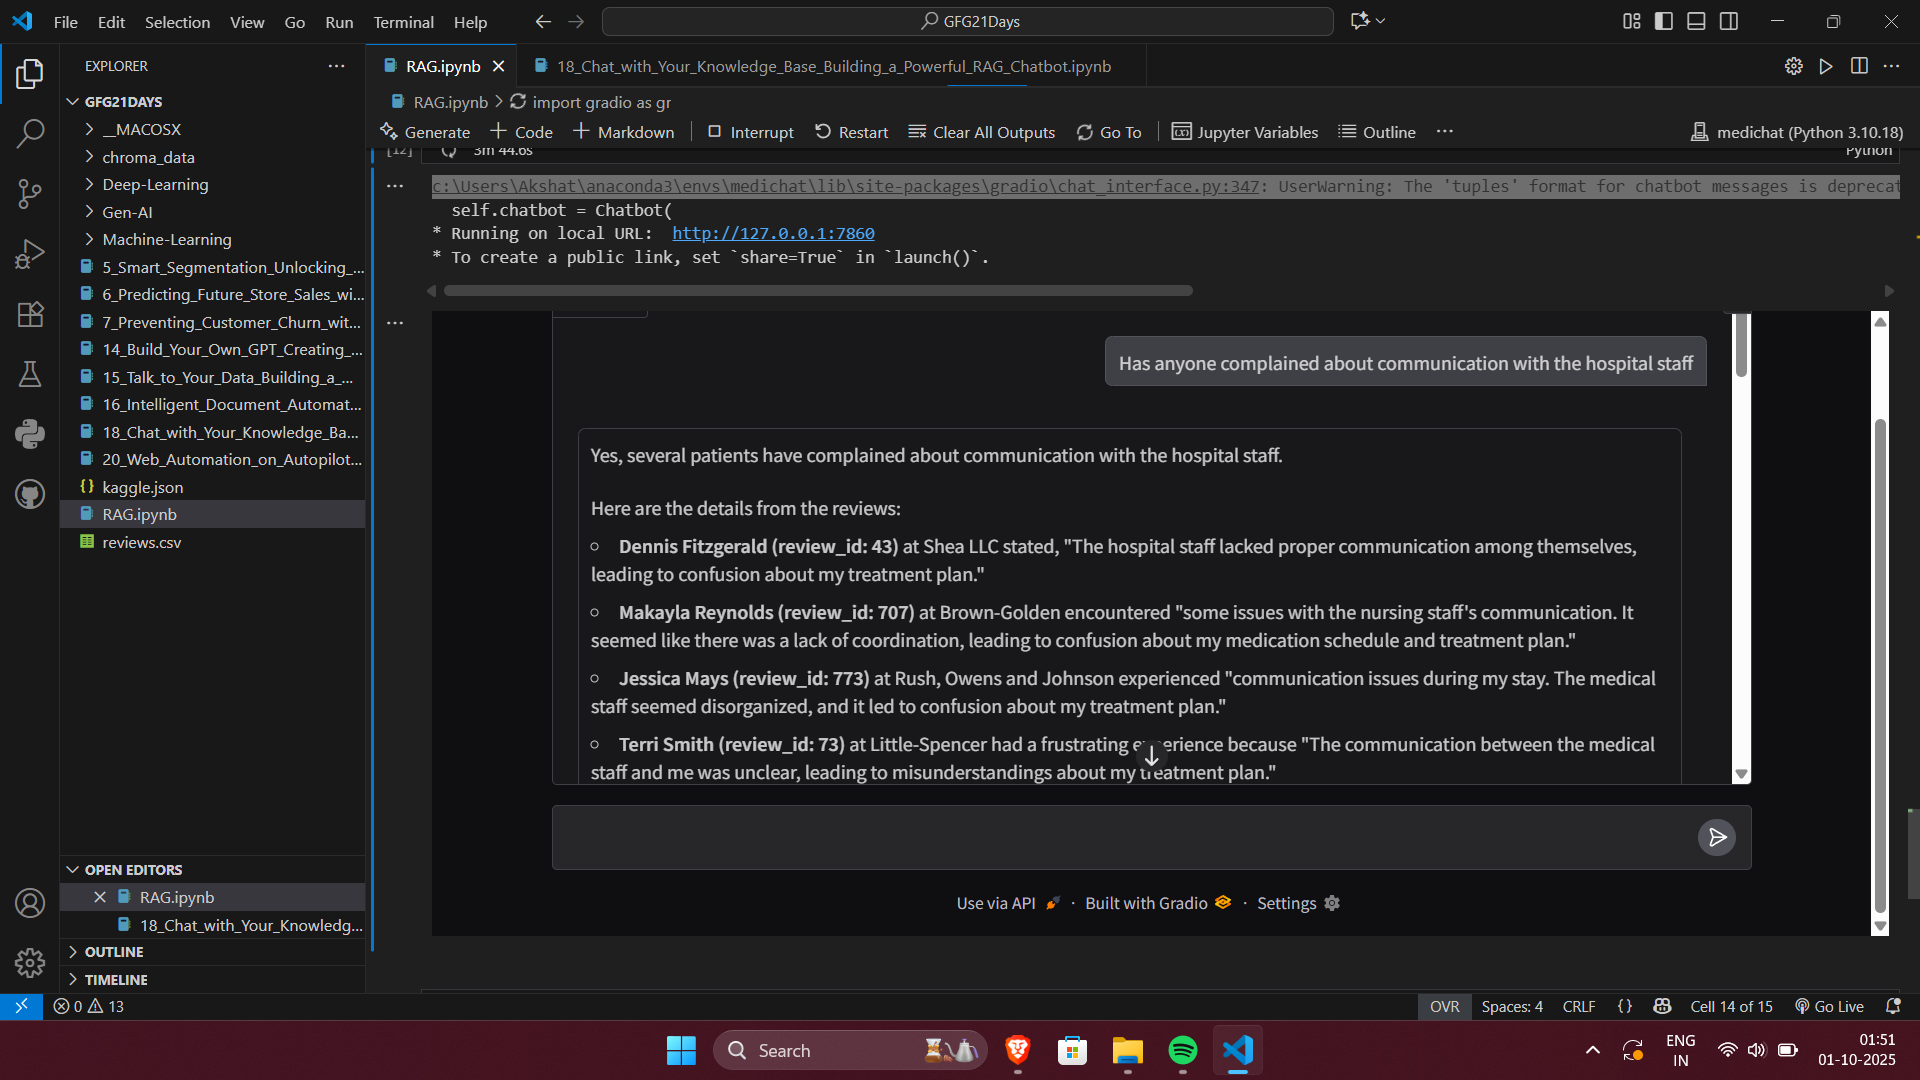 File Edit Selection View Go Run Terminal Help
GFG21Days
EXPLORER
RAG.ipynb
18_Chat_with_Your_Knowledge_Base_Building_a_Powerful_RAG_Chatbot.ipynb
GFG21DAYS
RAG.ipynb > import gradio as gr
Generate + Code + Markdown Interrupt Restart Clear All Outputs Go To Jupyter Variables Outline ... medichat (Python 3.10.18)
__MACOSX
chroma_data
Deep-Learning
Gen-AI
Machine-Learning
5_Smart_Segmentation_Unlocking_...
6_Predicting_Future_Store_Sales_wi...
7_Preventing_Customer_Churn_wit...
14_Build_Your_Own_GPT_Creating_...
15_Talk_to_Your_Data_Building_a_...
16_Intelligent_Document_Automat...
18_Chat_with_Your_Knowledge_Ba...
20_Web_Automation_on_Autopilot...
kaggle.json
RAG.ipynb
reviews.csv
OPEN EDITORS
RAG.ipynb
18_Chat_with_Your_Knowledg...
OUTLINE
TIMELINE
[12] 3m 44.6s Python
c:\Users\Akshat\anaconda3\envs\medichat\lib\site-packages\gradio\chat_interface.py:347: UserWarning: The 'tuples' format for chatbot messages is deprecat
self.chatbot = Chatbot(
* Running on local URL: http://127.0.0.1:7860
* To create a public link, set `share=True` in `launch()`.
Has anyone complained about communication with the hospital staff
Yes, several patients have complained about communication with the hospital staff.
Here are the details from the reviews:
Dennis Fitzgerald (review_id: 43) at Shea LLC stated, "The hospital staff lacked proper communication among themselves,
leading to confusion about my treatment plan."
Makayla Reynolds (review_id: 707) at Brown-Golden encountered "some issues with the nursing staff's communication. It
seemed like there was a lack of coordination, leading to confusion about my medication schedule and treatment plan."
Jessica Mays (review_id: 773) at Rush, Owens and Johnson experienced "communication issues during my stay. The medical
staff seemed disorganized, and it led to confusion about my treatment plan."
Terri Smith (review_id: 73) at Little-Spencer had a frustrating experience because "The communication between the medical
staff and me was unclear, leading to misunderstandings about my treatment plan."
Use via API · Built with Gradio · Settings
0 13
OVR Spaces: 4 CRLF { } Cell 14 of 15 Go Live
Search
ENG
IN
01:51
01-10-2025